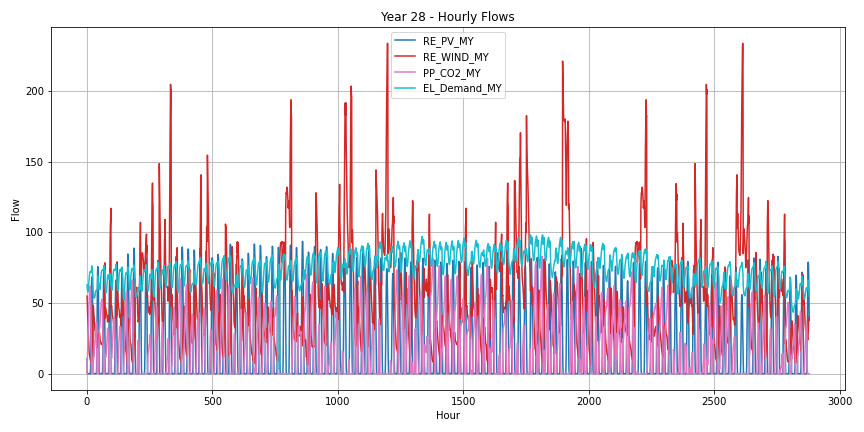 Year 28 - Hourly Flows
RE_PV_MY
RE_WIND_MY
PP_CO2_MY
EL_Demand_MY
Flow
200
150
100
50
0
0 500 1000 1500 2000 2500 3000
Hour